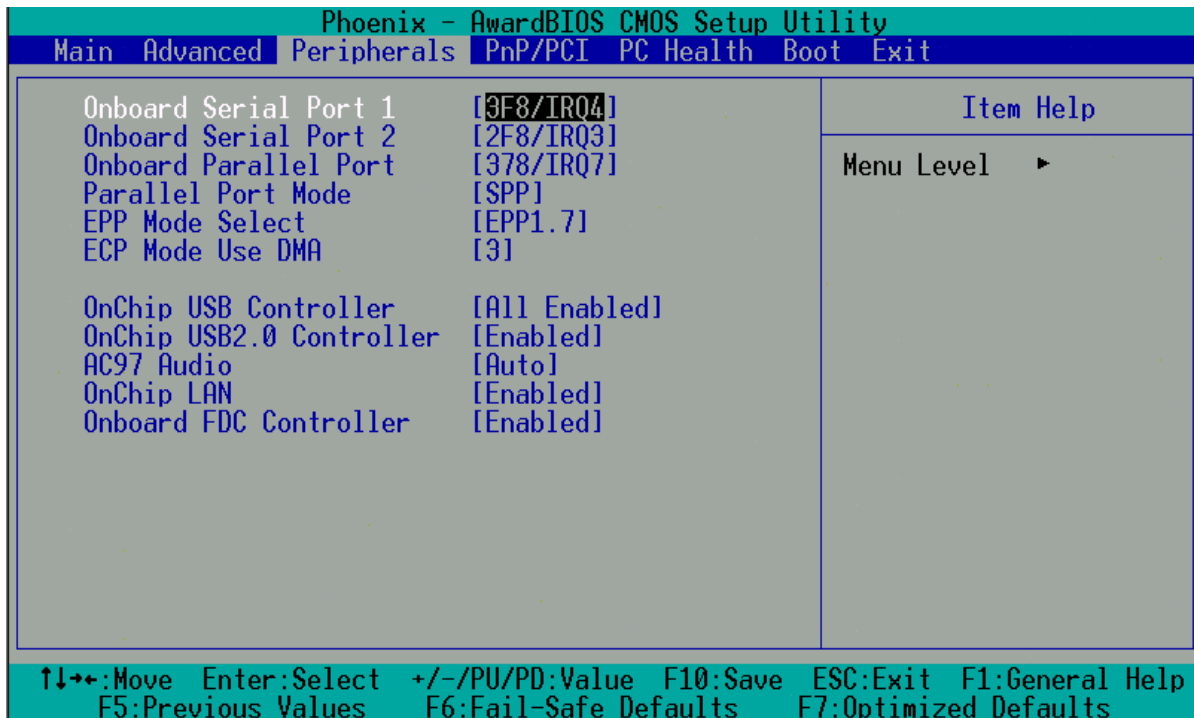 Phoenix - AwardBIOS CMOS Setup Utility
Main Advanced Peripherals PnP/PCI PC Health Boot Exit
Onboard Serial Port 1 [3F8/IRQ4]
Onboard Serial Port 2 [2F8/IRQ3]
Onboard Parallel Port [378/IRQ7]
Parallel Port Mode [SPP]
EPP Mode Select [EPP1.7]
ECP Mode Use DMA [3]
OnChip USB Controller [All Enabled]
OnChip USB2.0 Controller [Enabled]
AC97 Audio [Auto]
OnChip LAN [Enabled]
Onboard FDC Controller [Enabled]
Item Help
Menu Level ►
↑↓→←:Move Enter:Select +/-/PU/PD:Value F10:Save ESC:Exit F1:General Help
F5:Previous Values F6:Fail-Safe Defaults F7:Optimized Defaults